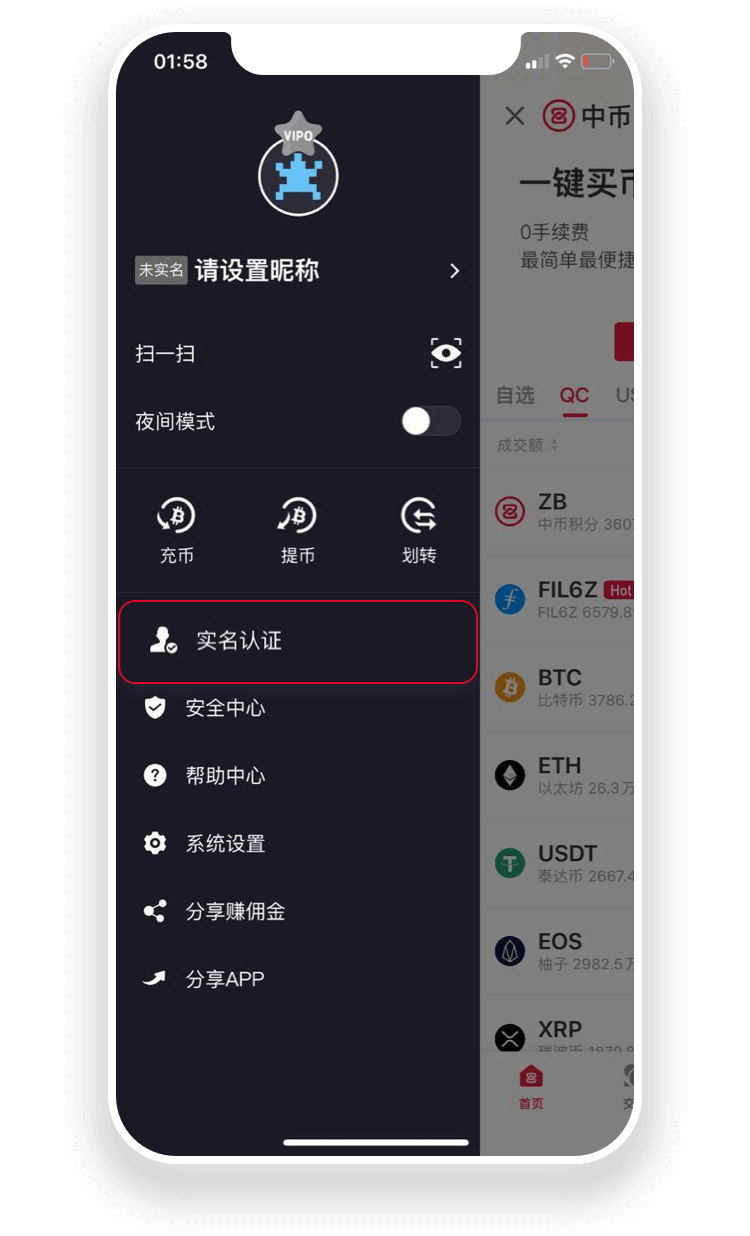 01:58
VIP0
未实名 请设置昵称
扫一扫
夜间模式
充币 提币 划转
实名认证
安全中心
帮助中心
系统设置
分享赚佣金
分享APP
中币
一键买币
0手续费
最简单最便捷
自选 QC US
成交额
ZB
中币积分 3607
FIL6Z Hot
FIL6Z 6579.8
BTC
比特币 3786.2
ETH
以太坊 26.3万
USDT
泰达币 2667.4
EOS
柚子 2982.5万
XRP
首页 交